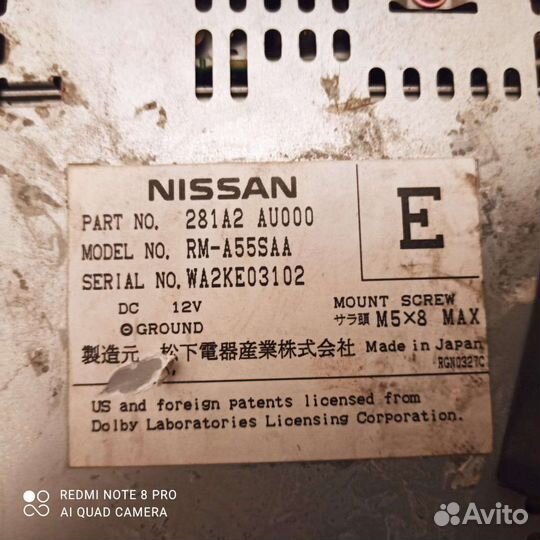 NISSAN
E
PART NO. 281A2 AU000
MODEL NO. RM-A55SAA
SERIAL NO. WA2KE03102
DC 12V
⊖GROUND
MOUNT SCREW
サラ頭 M5×8 MAX
製造元 松下電器産業株式会社 Made in Japan
RGN0327C
US and foreign patents licensed from
Dolby Laboratories Licensing Corporation.
REDMI NOTE 8 PRO
AI QUAD CAMERA
Avito